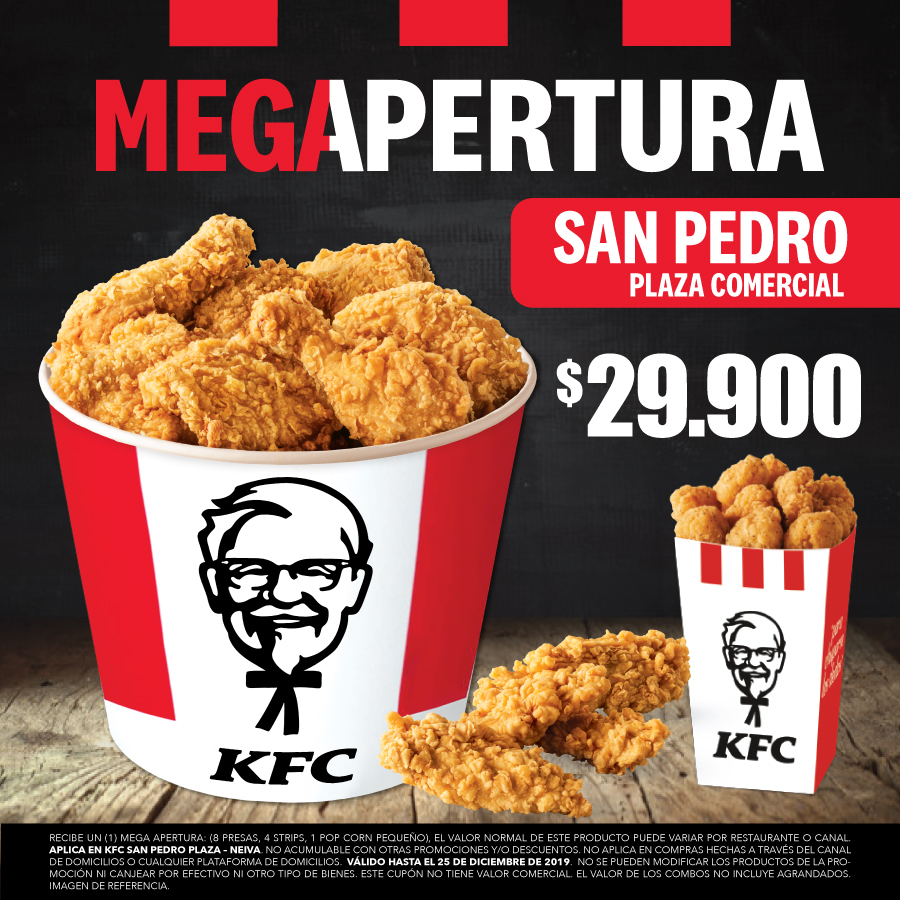 MEGAPERTURA
SAN PEDRO
PLAZA COMERCIAL
$29.900
KFC
KFC
RECIBE UN (1) MEGA APERTURA: (8 PRESAS, 4 STRIPS, 1 POP CORN PEQUEÑO), EL VALOR NORMAL DE ESTE PRODUCTO PUEDE VARIAR POR RESTAURANTE O CANAL.
APLICA EN KFC SAN PEDRO PLAZA – NEIVA. NO ACUMULABLE CON OTRAS PROMOCIONES Y/O DESCUENTOS. NO APLICA EN COMPRAS HECHAS A TRAVÉS DEL CANAL
DE DOMICILIOS O CUALQUIER PLATAFORMA DE DOMICILIOS. VÁLIDO HASTA EL 25 DE DICIEMBRE DE 2019. NO SE PUEDEN MODIFICAR LOS PRODUCTOS DE LA PRO-
MOCIÓN NI CANJEAR POR EFECTIVO NI OTRO TIPO DE BIENES. ESTE CUPÓN NO TIENE VALOR COMERCIAL. EL VALOR DE LOS COMBOS NO INCLUYE AGRANDADOS.
IMAGEN DE REFERENCIA.